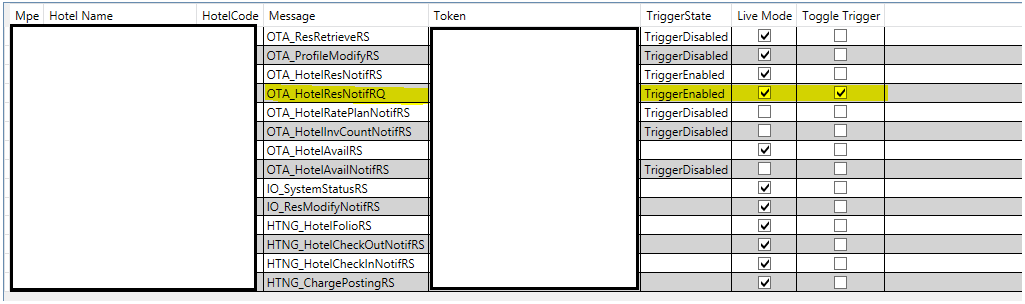 Mpe Hotel Name HotelCode Message Token TriggerState Live Mode Toggle Trigger
OTA_ResRetrieveRS TriggerDisabled
OTA_ProfileModifyRS TriggerDisabled
OTA_HotelResNotifRS TriggerEnabled
OTA_HotelResNotifRQ TriggerEnabled
OTA_HotelRatePlanNotifRS TriggerDisabled
OTA_HotelInvCountNotifRS TriggerDisabled
OTA_HotelAvailRS
OTA_HotelAvailNotifRS TriggerDisabled
IO_SystemStatusRS
IO_ResModifyNotifRS
HTNG_HotelFolioRS
HTNG_HotelCheckOutNotifRS
HTNG_HotelCheckInNotifRS
HTNG_ChargePostingRS